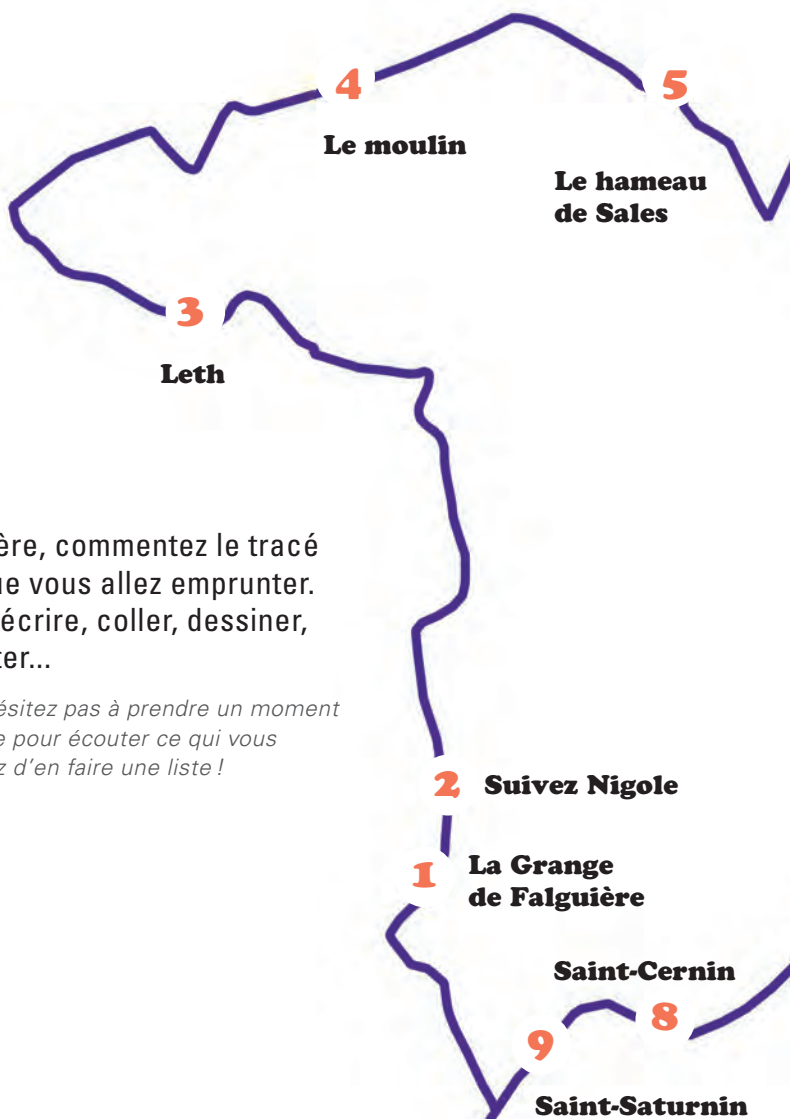 4
5
Le moulin
Le hameau
de Sales
3
Leth
ère, commentez le tracé
ue vous allez emprunter.
écrire, coller, dessiner,
ter...
ésitez pas à prendre un moment
e pour écouter ce qui vous
z d'en faire une liste !
2 Suivez Nigole
1 La Grange
de Falguière
Saint-Cernin
8
9
Saint-Saturnin